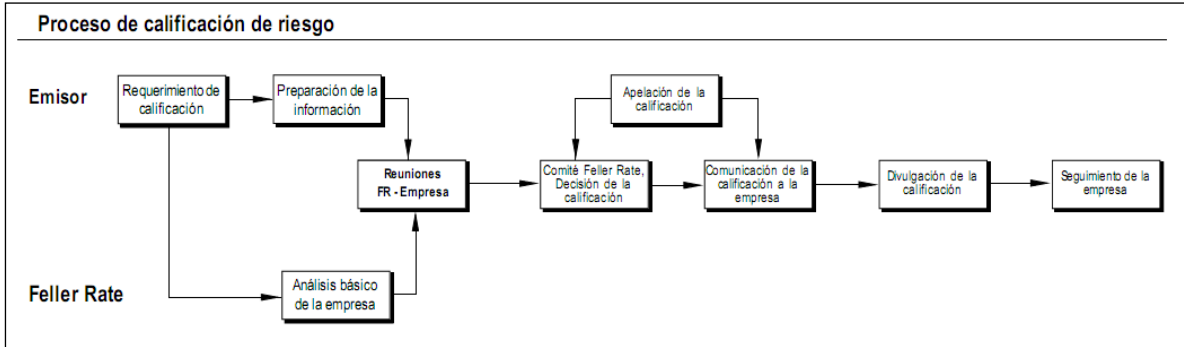 Proceso de calificación de riesgo
Emisor
Requerimiento de
calificación
Preparación de la
información
Apelación de la
calificación
Reuniones
FR - Empresa
Comité Feller Rate,
Decisión de la
calificación
Comunicación de la
calificación a la
empresa
Divulgación de la
calificación
Seguimiento de la
empresa
Feller Rate
Análisis básico
de la empresa